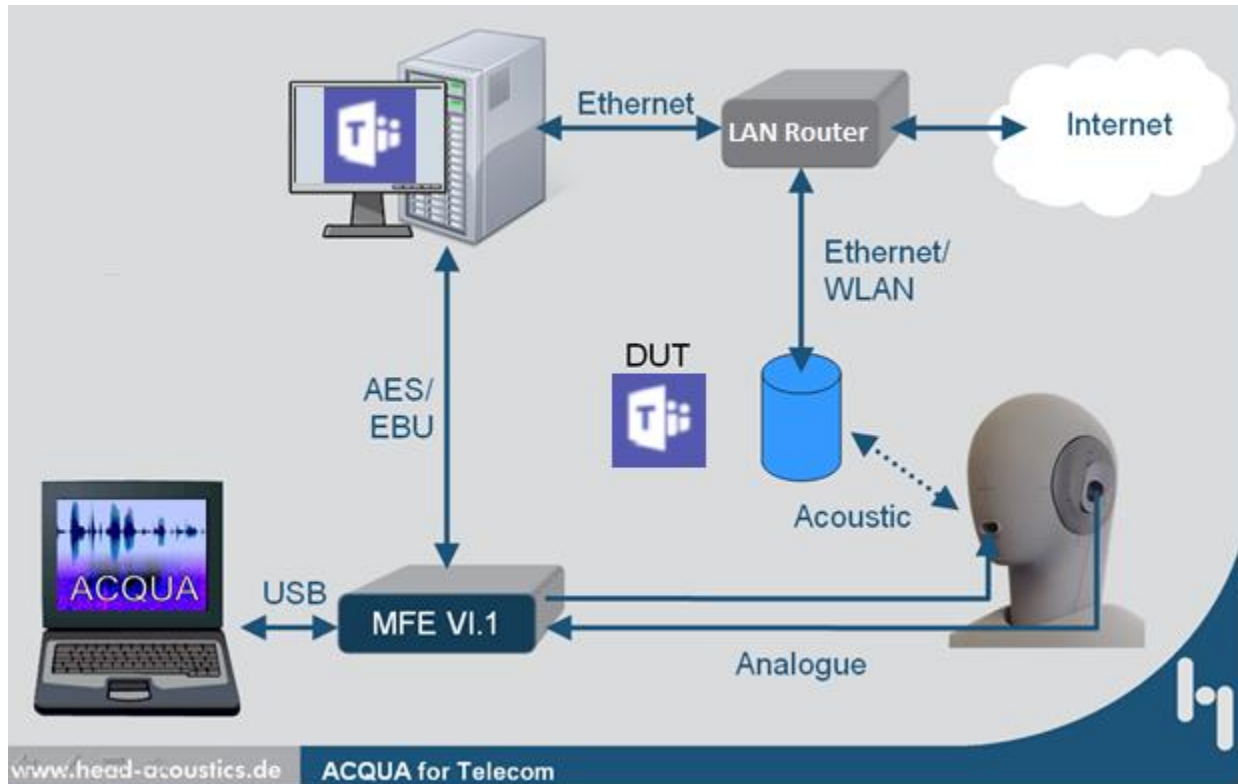 Ethernet
LAN Router
Internet
Ethernet/
WLAN
DUT
T
T
AES/
EBU
Acoustic
ACQUA
USB
MFE VI.1
Analogue
www.head-acoustics.de
ACQUA for Telecom